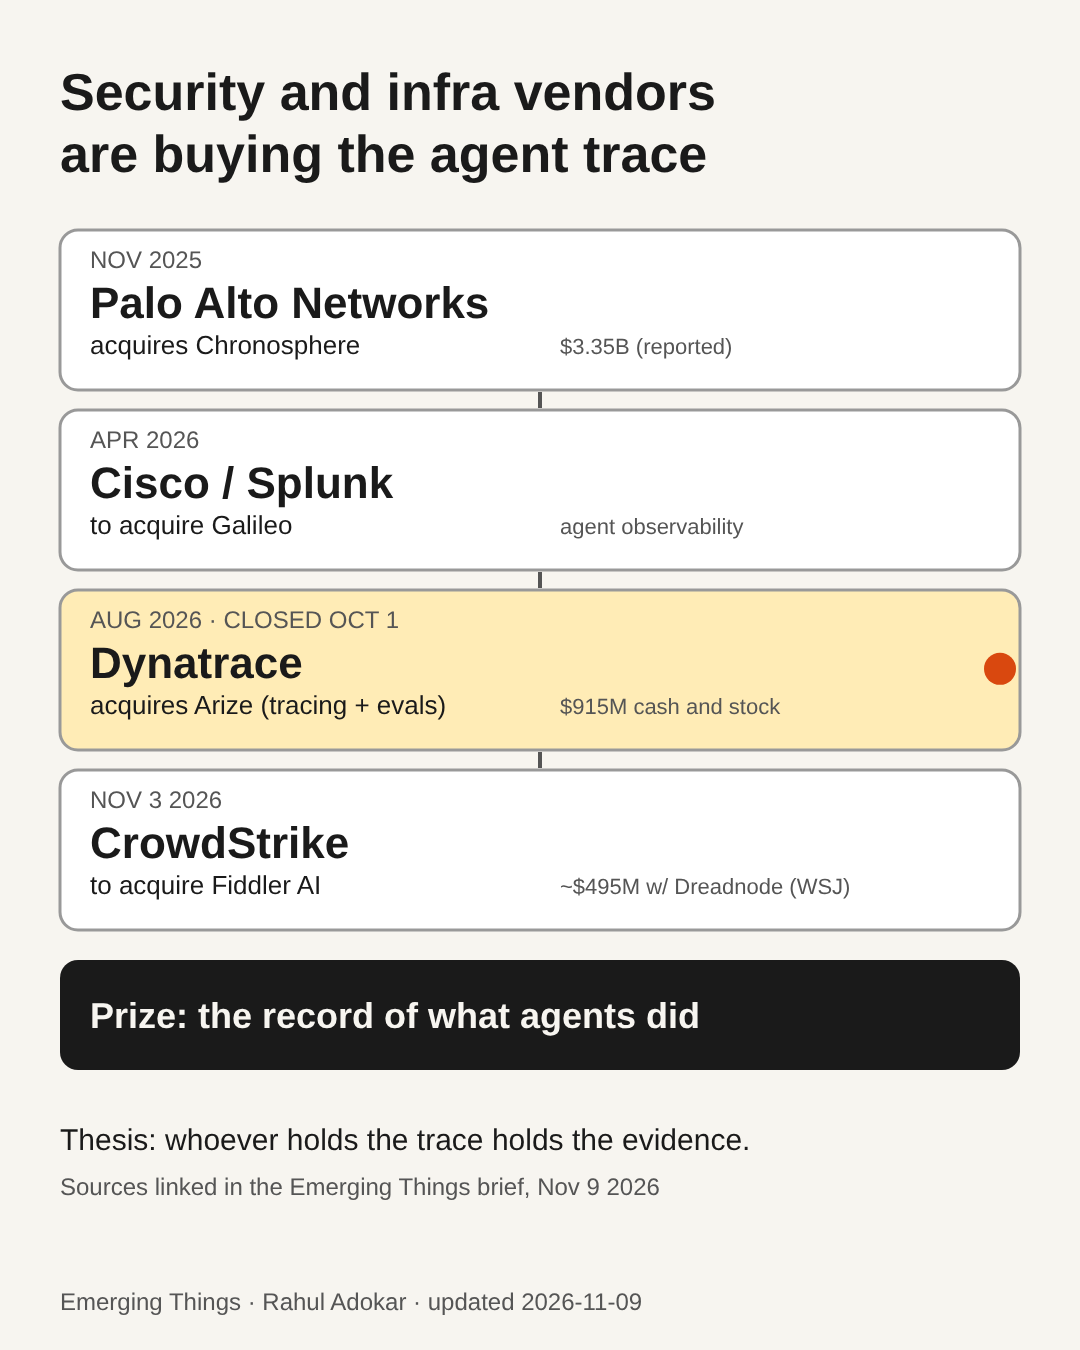 Security and infra vendors
are buying the agent trace
NOV 2025
Palo Alto Networks
acquires Chronosphere
$3.35B (reported)
APR 2026
Cisco / Splunk
to acquire Galileo
agent observability
AUG 2026 · CLOSED OCT 1
Dynatrace
acquires Arize (tracing + evals)
$915M cash and stock
NOV 3 2026
CrowdStrike
to acquire Fiddler AI
~$495M w/ Dreadnode (WSJ)
Prize: the record of what agents did
Thesis: whoever holds the trace holds the evidence.
Sources linked in the Emerging Things brief, Nov 9 2026
Emerging Things · Rahul Adokar · updated 2026-11-09